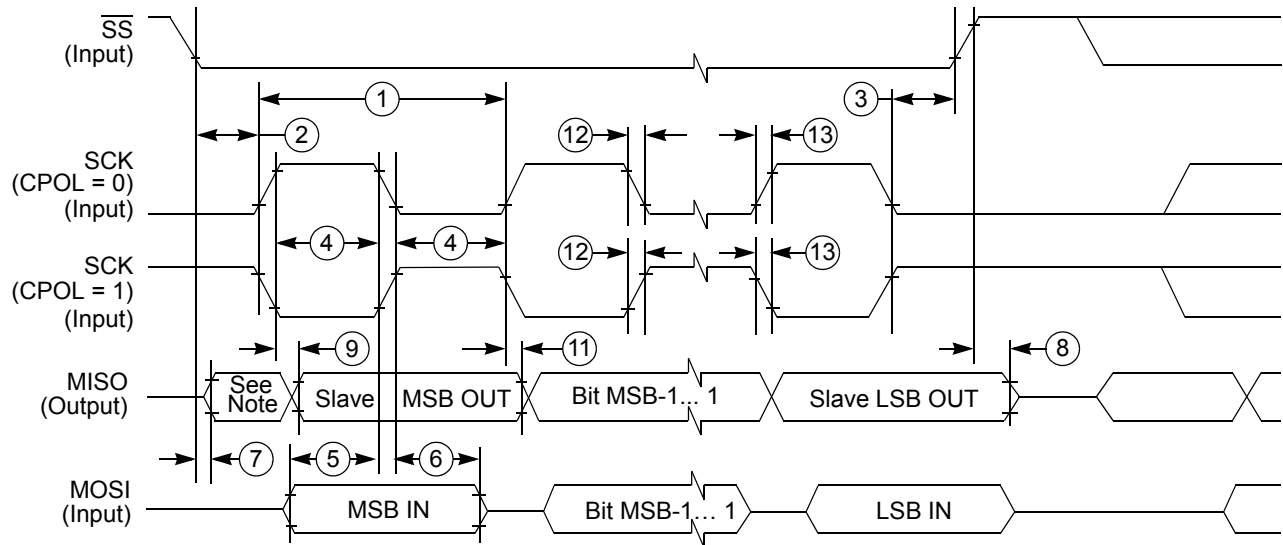 SS
(Input)
1
3
2
12
13
SCK
(CPOL = 0)
(Input)
4
4
12
13
SCK
(CPOL = 1)
(Input)
9
11
8
MISO
(Output)
See
Note
Slave
MSB OUT
Bit MSB-1... 1
Slave LSB OUT
7
5
6
MOSI
(Input)
MSB IN
Bit MSB-1... 1
LSB IN